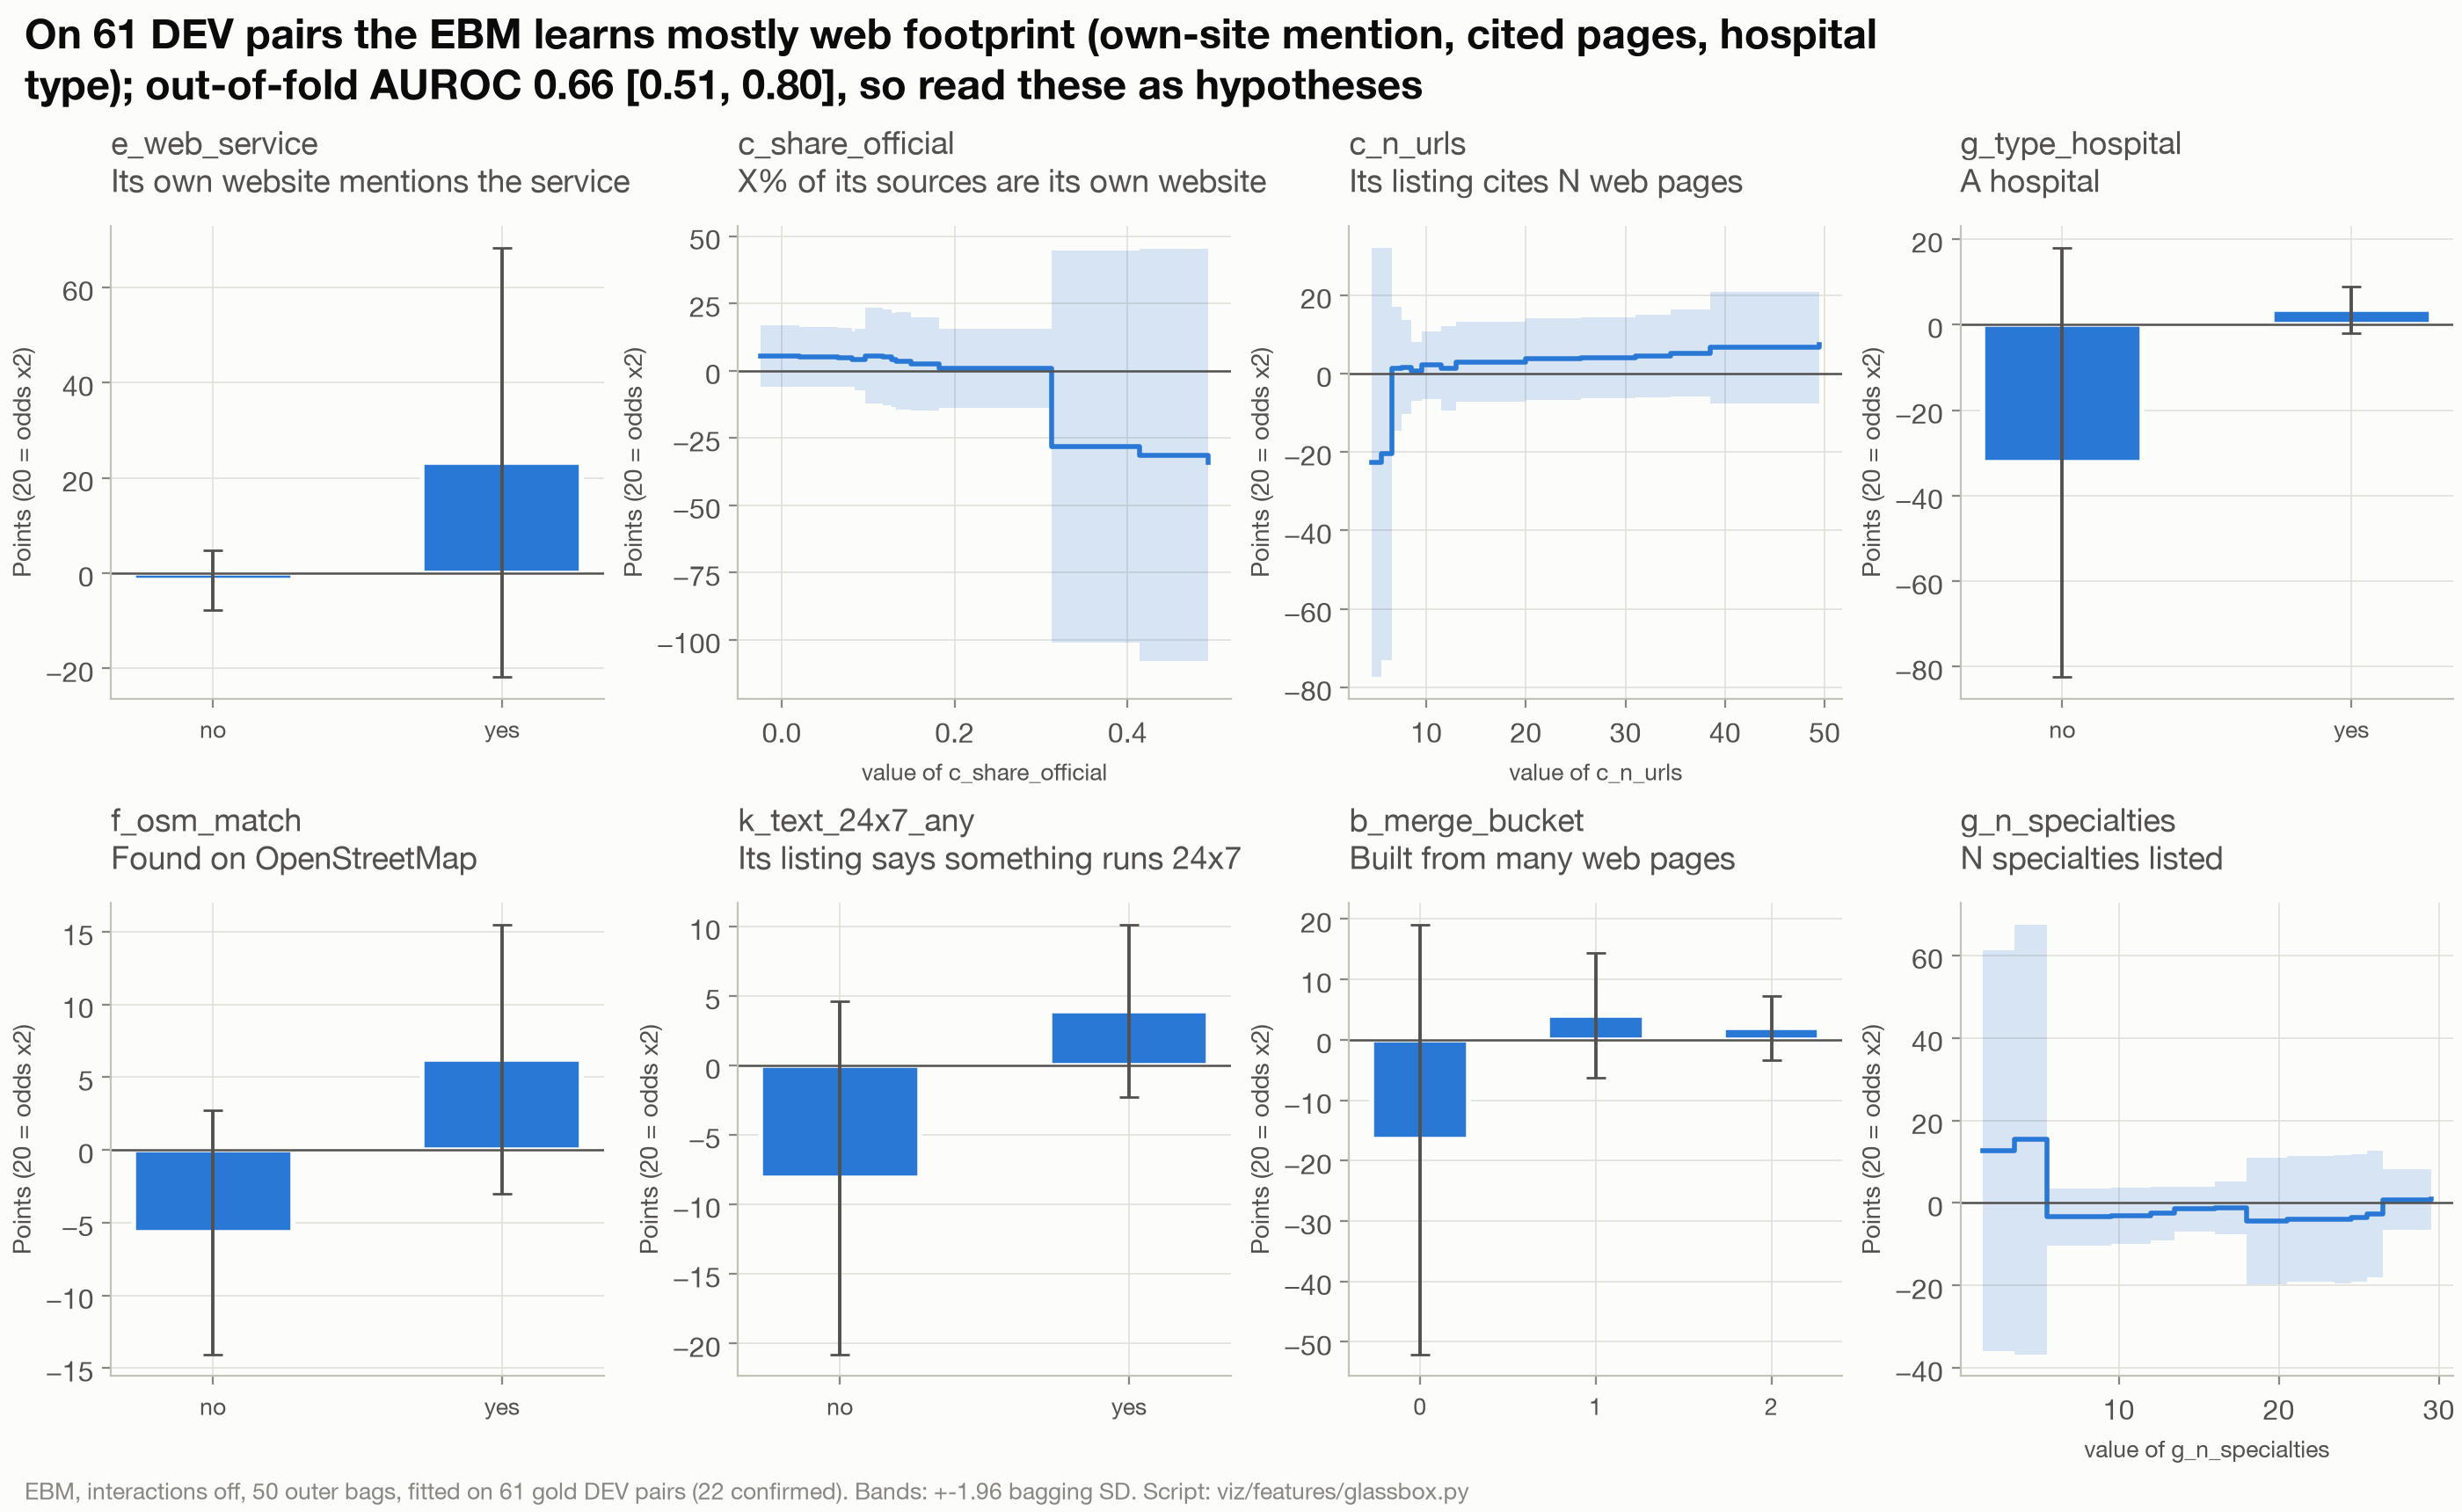 On 61 DEV pairs the EBM learns mostly web footprint (own-site mention, cited pages, hospital
type); out-of-fold AUROC 0.66 [0.51, 0.80], so read these as hypotheses
e_web_service
Its own website mentions the service
Points (20 = odds x2)
60
40
20
0
−20
no
yes
c_share_official
X% of its sources are its own website
Points (20 = odds x2)
50
25
0
−25
−50
−75
−100
0.0
0.2
0.4
value of c_share_official
c_n_urls
Its listing cites N web pages
Points (20 = odds x2)
20
0
−20
−40
−60
−80
10
20
30
40
50
value of c_n_urls
g_type_hospital
A hospital
Points (20 = odds x2)
20
0
−20
−40
−60
−80
no
yes
f_osm_match
Found on OpenStreetMap
Points (20 = odds x2)
15
10
5
0
−5
−10
−15
no
yes
k_text_24x7_any
Its listing says something runs 24x7
Points (20 = odds x2)
10
5
0
−5
−10
−15
−20
no
yes
b_merge_bucket
Built from many web pages
Points (20 = odds x2)
20
10
0
−10
−20
−30
−40
−50
0
1
2
g_n_specialties
N specialties listed
Points (20 = odds x2)
60
40
20
0
−20
−40
10
20
30
value of g_n_specialties
EBM, interactions off, 50 outer bags, fitted on 61 gold DEV pairs (22 confirmed). Bands: +-1.96 bagging SD. Script: viz/features/glassbox.py